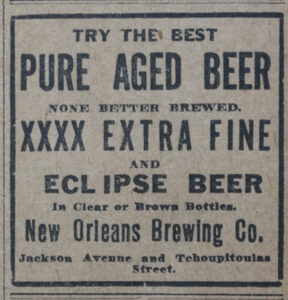 TRY THE BEST
PURE AGED BEER
NONE BETTER BREWED.
XXXX EXTRA FINE
AND
ECLIPSE BEER
In Clear or Brown Bottles.
New Orleans Brewing Co.
Jackson Avenue and Tchoupitoulas
Street.